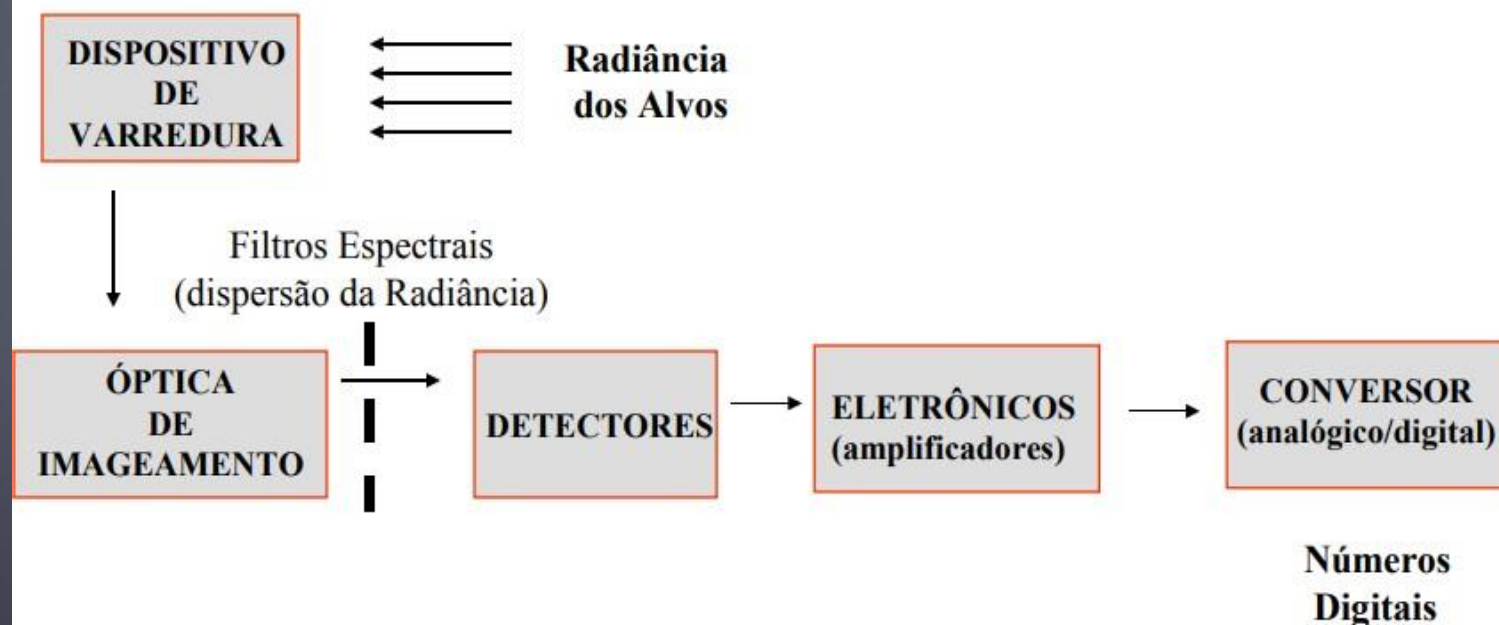 DISPOSITIVO
DE
VARREDURA
Radiância
dos Alvos
Filtros Espectrais
(dispersão da Radiância)
ÓPTICA
DE
IMAGEAMENTO
DETECTORES
ELETRÔNICOS
(amplificadores)
CONVERSOR
(analógico/digital)
Números
Digitais